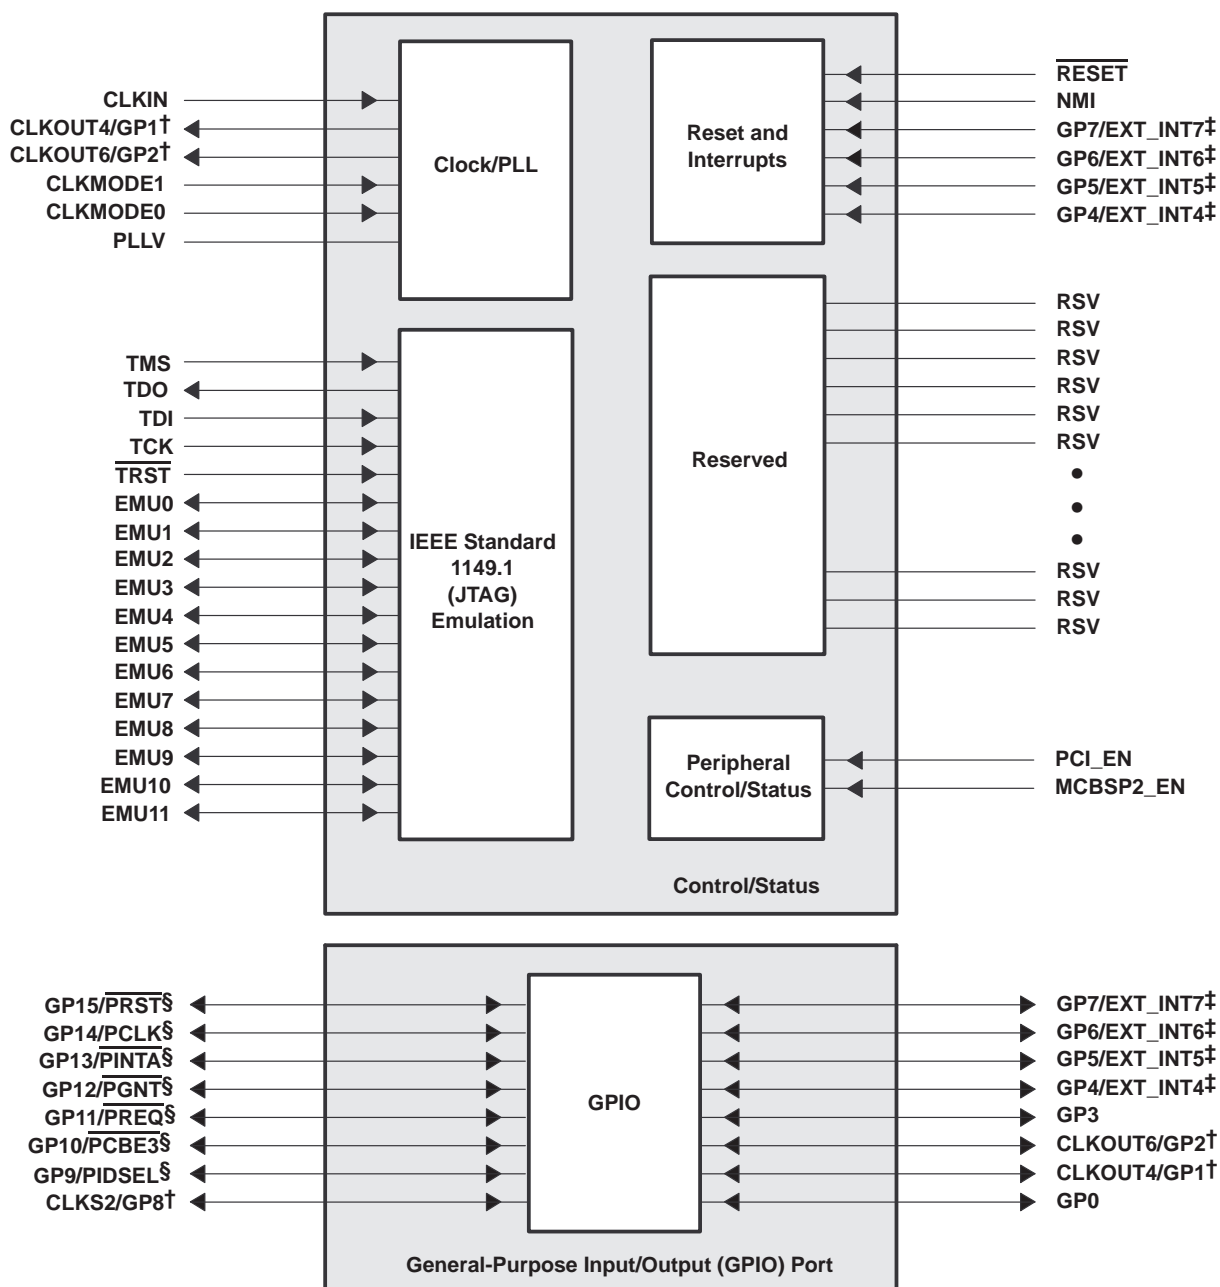 CLKIN
CLKOUT4/GP1†
CLKOUT6/GP2†
CLKMODE1
CLKMODE0
PLLV
Clock/PLL
Reset and
Interrupts
RESET
NMI
GP7/EXT_INT7‡
GP6/EXT_INT6‡
GP5/EXT_INT5‡
GP4/EXT_INT4‡
TMS
TDO
TDI
TCK
TRST
EMU0
EMU1
EMU2
EMU3
EMU4
EMU5
EMU6
EMU7
EMU8
EMU9
EMU10
EMU11
IEEE Standard
1149.1
(JTAG)
Emulation
Reserved
RSV
RSV
RSV
RSV
RSV
RSV
•
•
•
RSV
RSV
RSV
Peripheral
Control/Status
PCI_EN
MCBSP2_EN
Control/Status
GP15/PRST§
GP14/PCLK§
GP13/PINTA§
GP12/PGNT§
GP11/PREQ§
GP10/PCBE3§
GP9/PIDSEL§
CLKS2/GP8†
GPIO
GP7/EXT_INT7‡
GP6/EXT_INT6‡
GP5/EXT_INT5‡
GP4/EXT_INT4‡
GP3
CLKOUT6/GP2†
CLKOUT4/GP1†
GP0
General-Purpose Input/Output (GPIO) Port